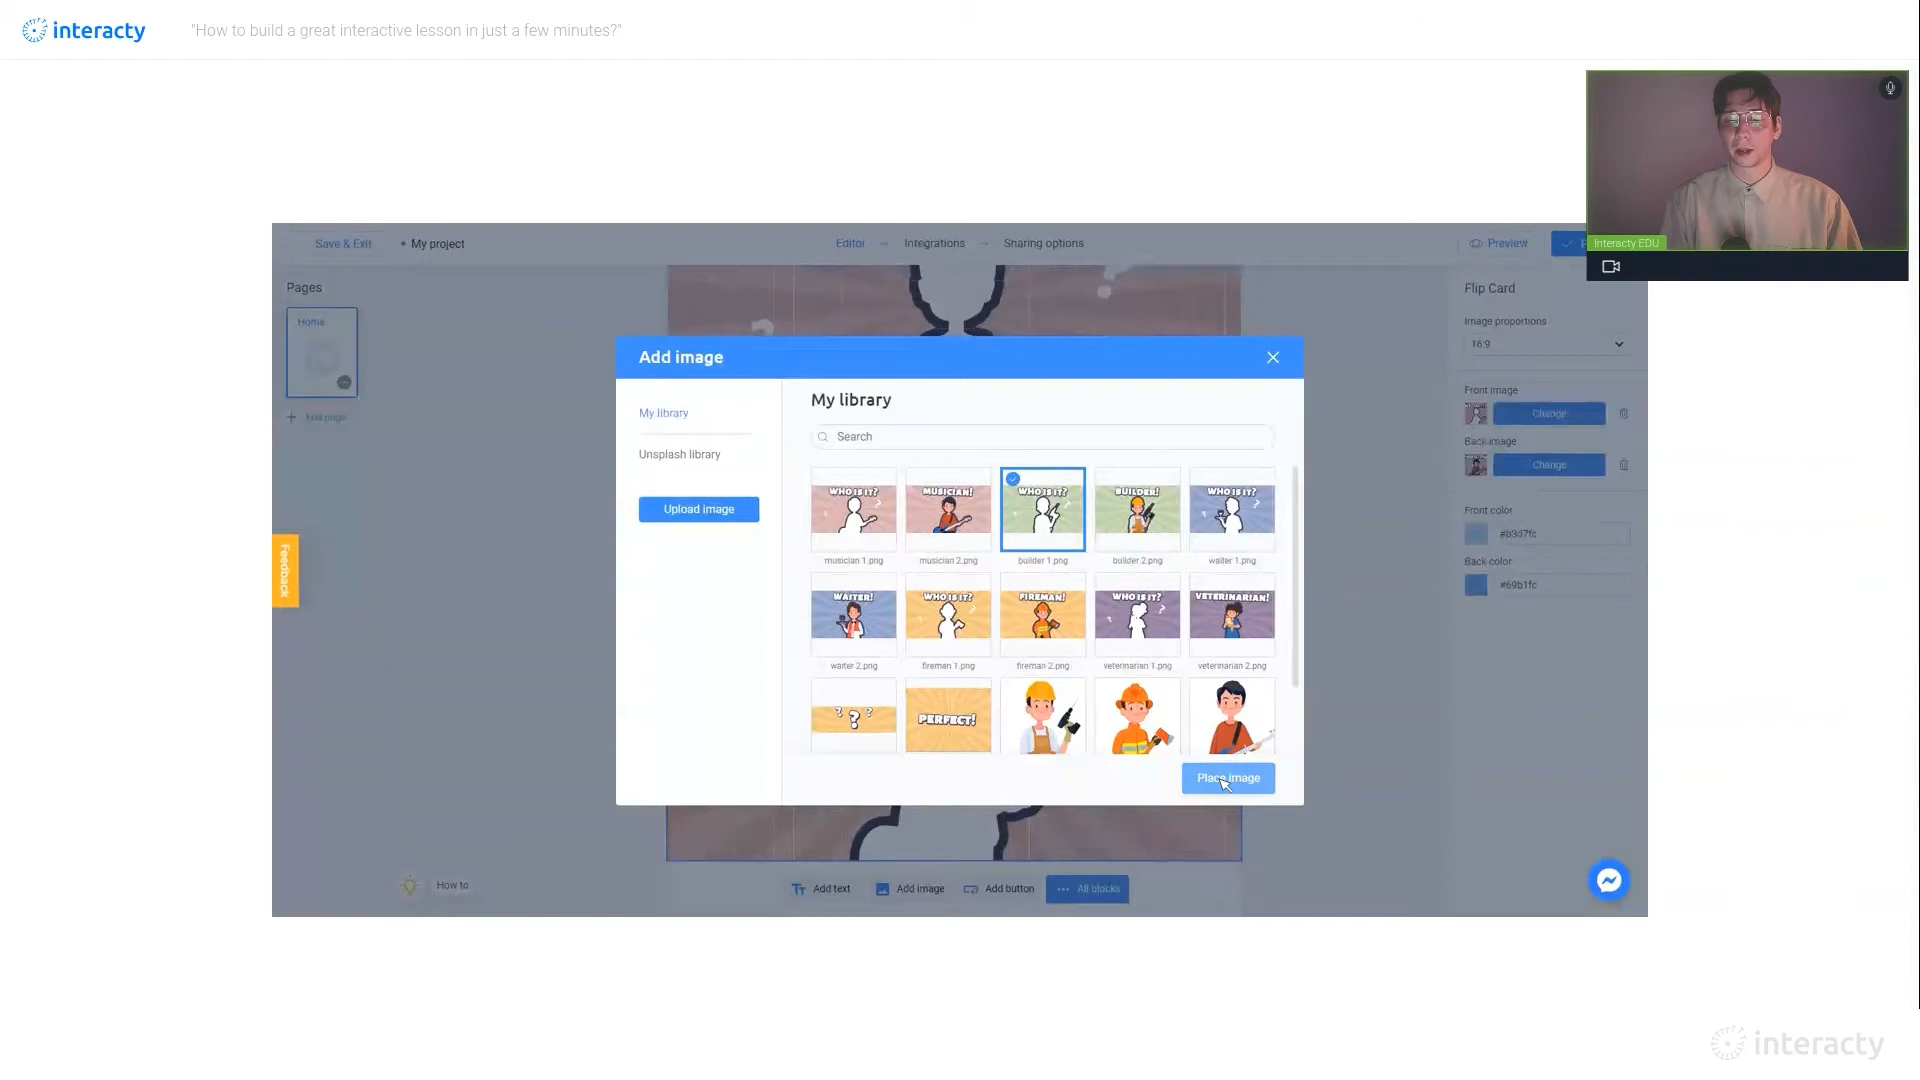 interacty
"How to build a great interactive lesson in just a few minutes?"
Interacty EDU
Save & Exit
My project
Editor
Integrations
Sharing options
Preview
Pages
Home
Edit page
Feedback
How to
Add image
My library
Unsplash library
Upload image
My library
Search
WHO IS IT?
MUSICIAN!
WHO IS IT?
BUILDER!
WHO IS IT?
musician 1.png
musician 2.png
builder 1.png
builder 2.png
waiter 1.png
WAITER!
WHO IS IT?
FIREMAN!
WHO IS IT?
VETERINARIAN!
waiter 2.png
fireman 1.png
fireman 2.png
veterinarian 1.png
veterinarian 2.png
? ? ?
PERFECT!
Place image
Add text
Add image
Add button
All blocks
Flip Card
Image proportions
16:9
Front image
Change
Back image
Change
Front color
#b3d7fc
Back color
#69b1fc
interacty